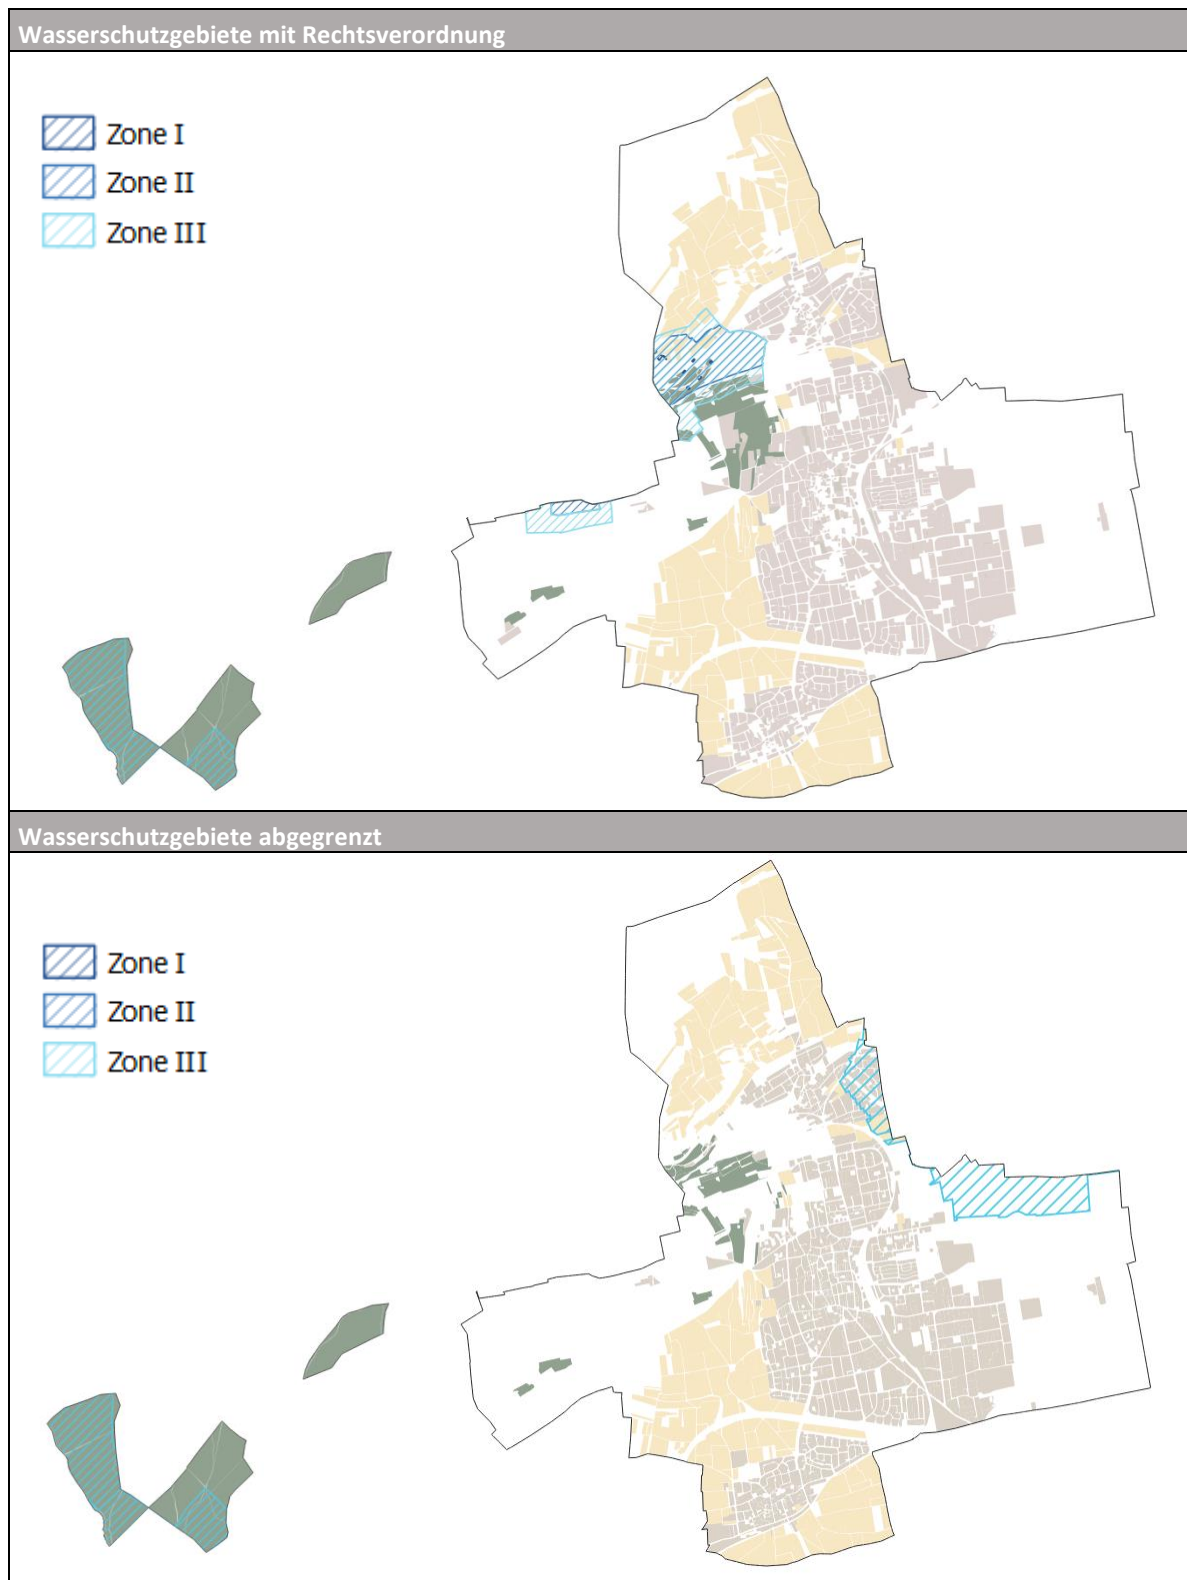 Wasserschutzgebiete mit Rechtsverordnung
Zone I
Zone II
Zone III
Wasserschutzgebiete abgegrenzt
Zone I
Zone II
Zone III